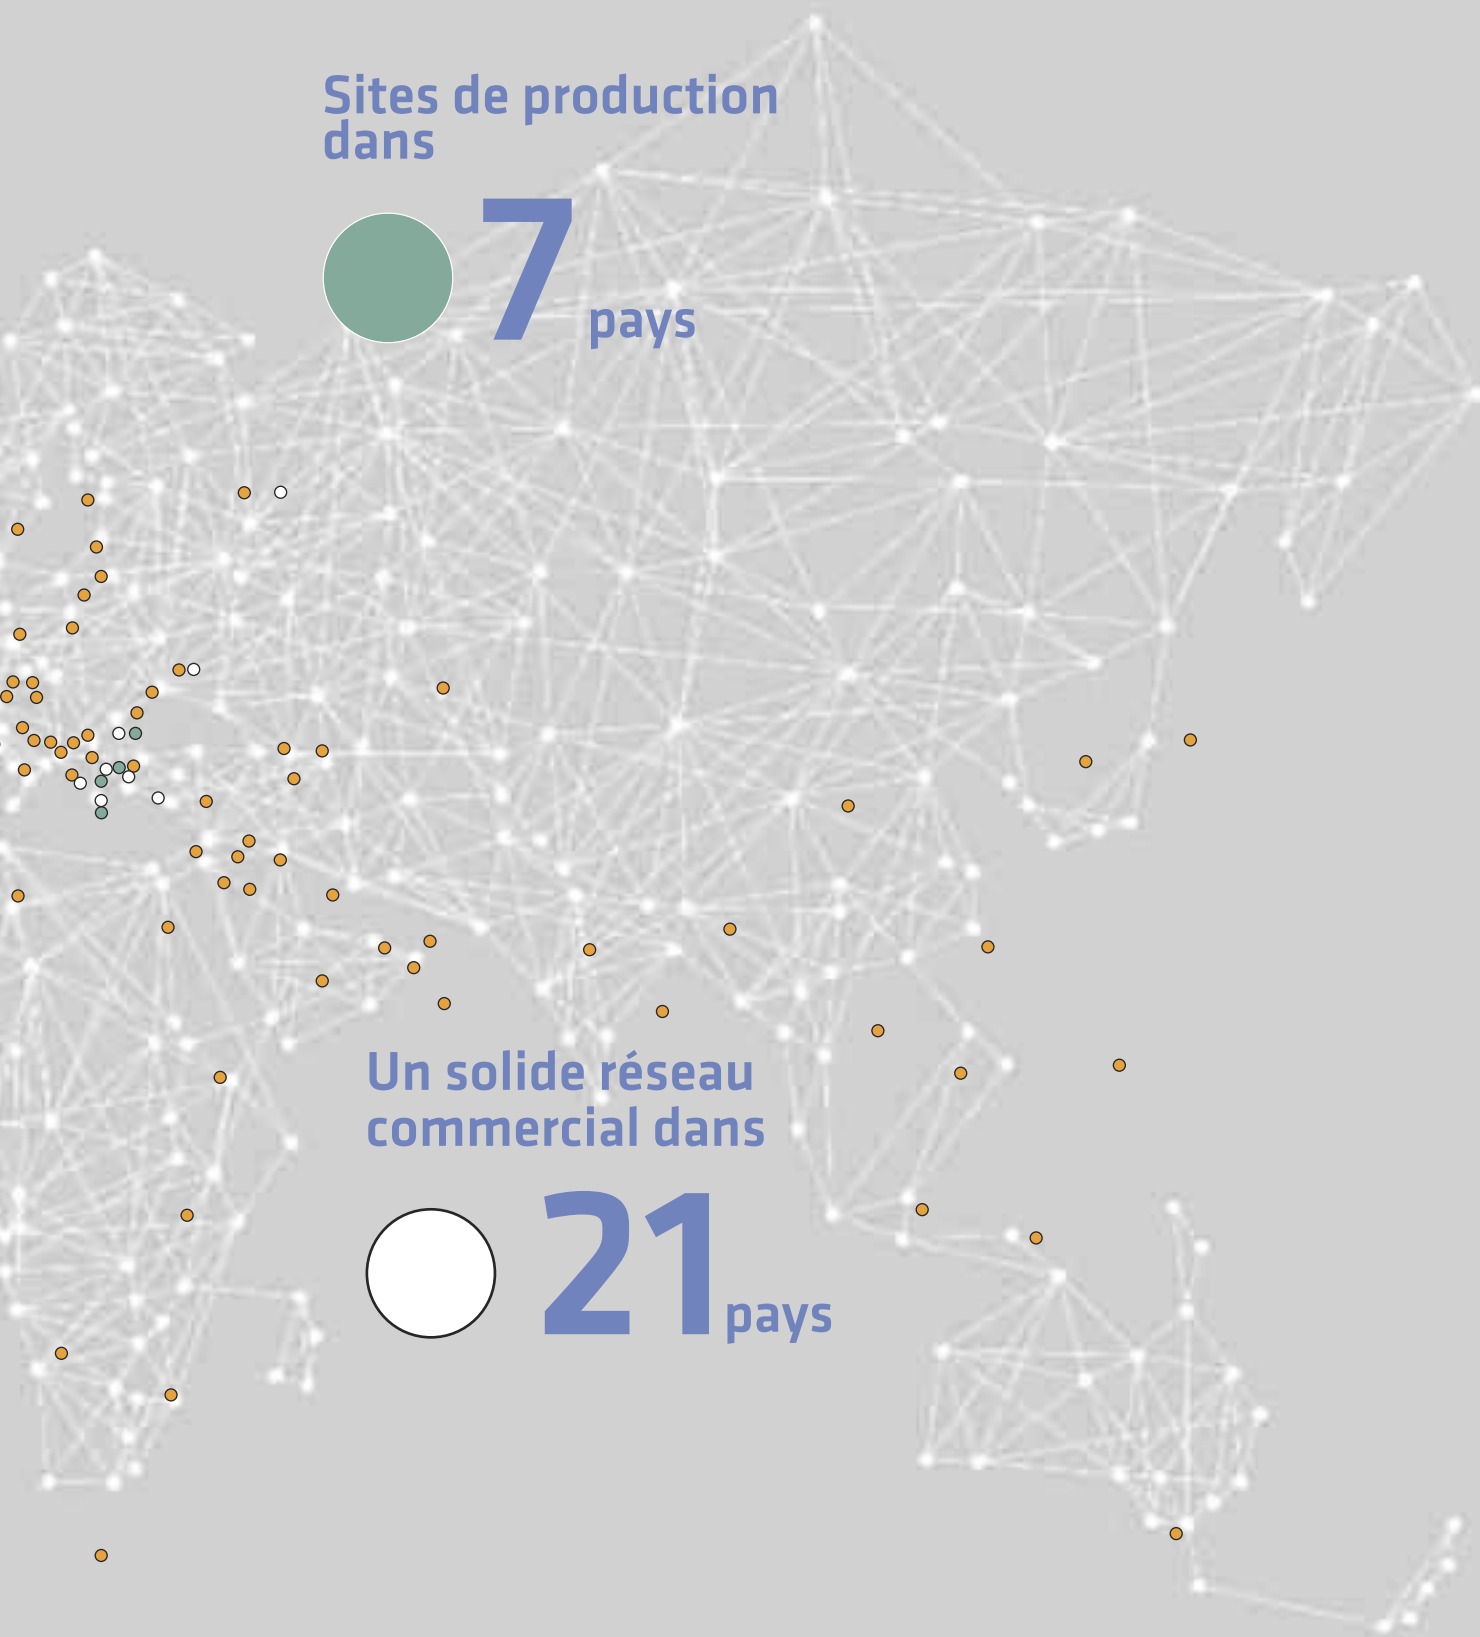 Sites de production
dans
7 pays
Un solide réseau
commercial dans
21 pays